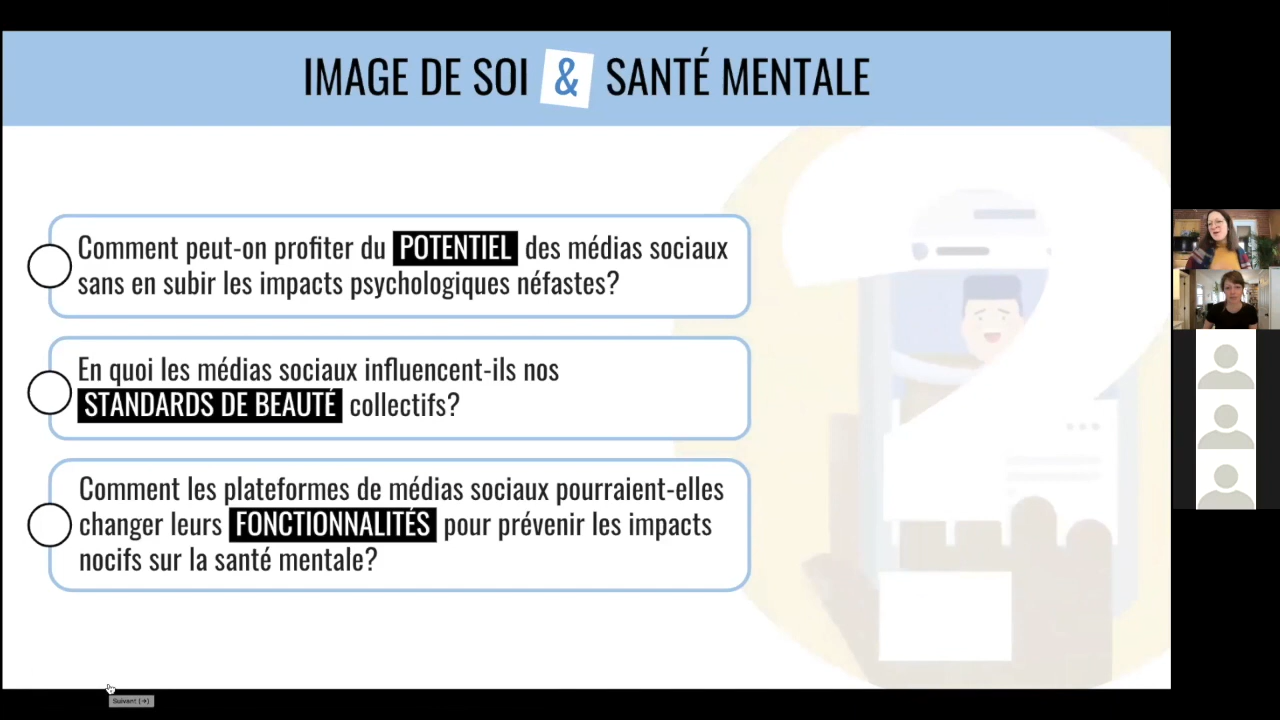 IMAGE DE SOI & SANTÉ MENTALE
Comment peut-on profiter du POTENTIEL des médias sociaux
sans en subir les impacts psychologiques néfastes?
En quoi les médias sociaux influencent-ils nos
STANDARDS DE BEAUTÉ collectifs?
Comment les plateformes de médias sociaux pourraient-elles
changer leurs FONCTIONNALITÉS pour prévenir les impacts
nocifs sur la santé mentale?
Suivant (→)